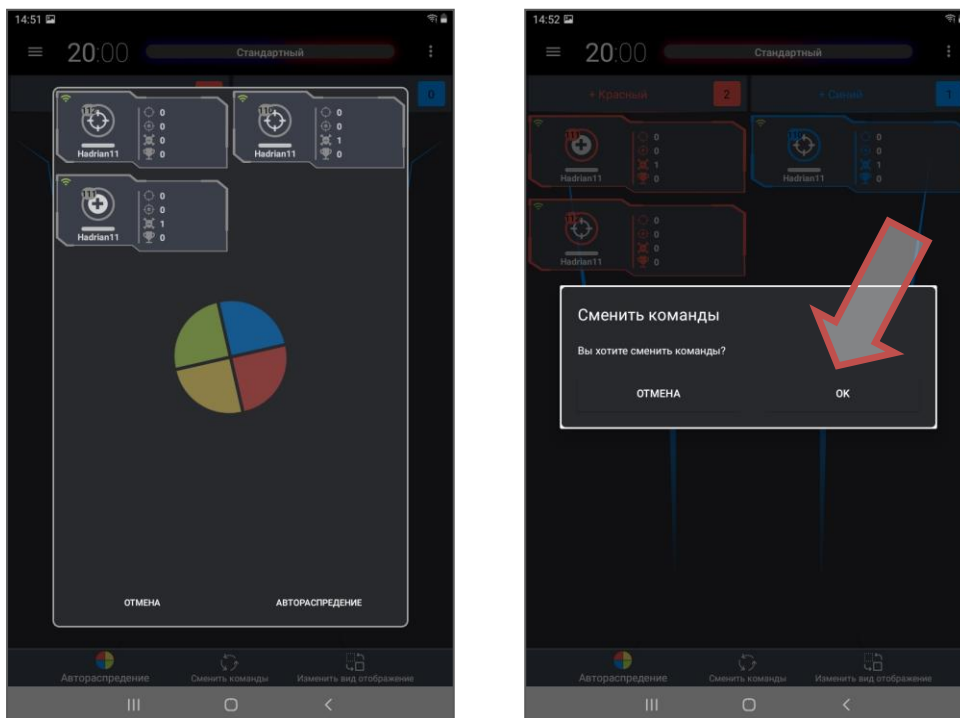 14:51
20:00
Стандартный
0
0
0
0
0
Hadrian11
0
0
1
0
Hadrian11
0
0
1
0
Hadrian11
ОТМЕНА
АВТОРАСПРЕДЕНИЕ
Автораспредение
Сменить команды
Изменить вид отображение
14:52
20:00
Стандартный
+ Красный
2
+ Синий
1
0
0
1
0
Hadrian11
0
0
1
0
Hadrian11
0
0
0
0
Hadrian11
Сменить команды
Вы хотите сменить команды?
ОТМЕНА
OK
Автораспредение
Сменить команды
Изменить вид отображение